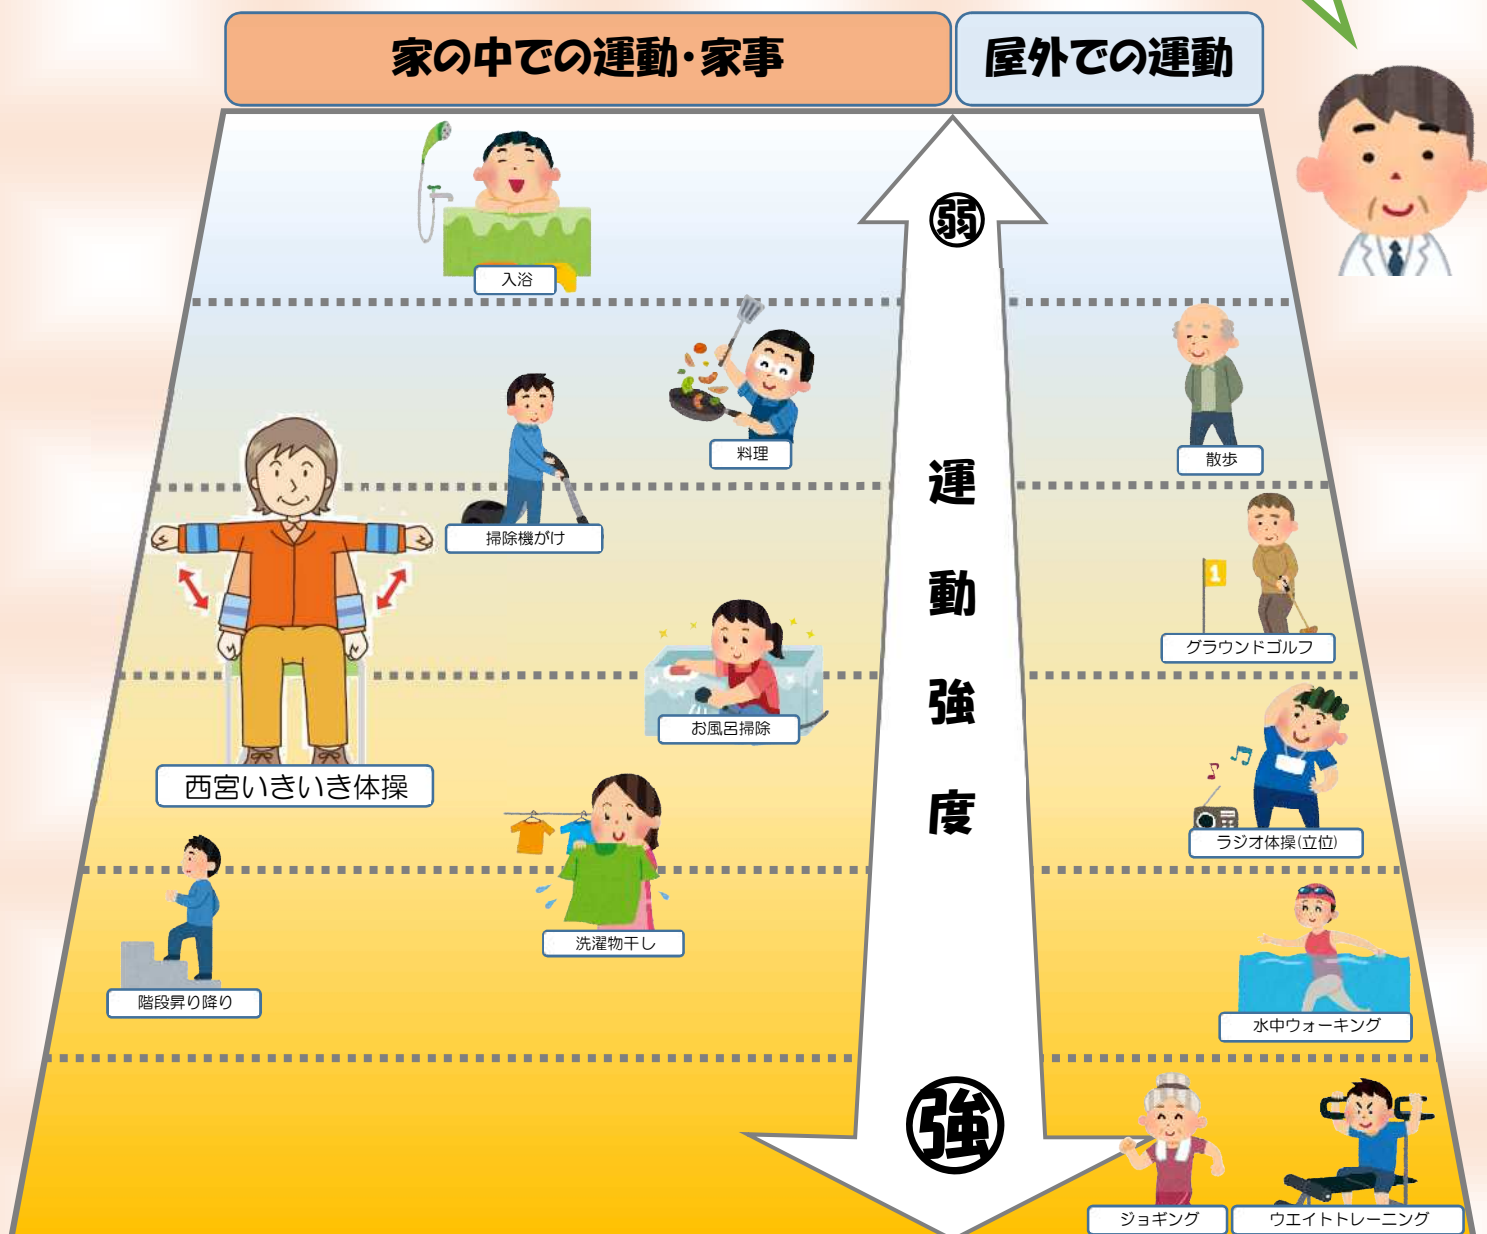 家の中での運動・家事
屋外での運動
弱
入浴
料理
散歩
運動強度
掃除機がけ
1
グラウンドゴルフ
お風呂掃除
西宮いきいき体操
ラジオ体操(立位)
洗濯物干し
階段昇り降り
水中ウォーキング
強
ジョギング
ウエイトトレーニング